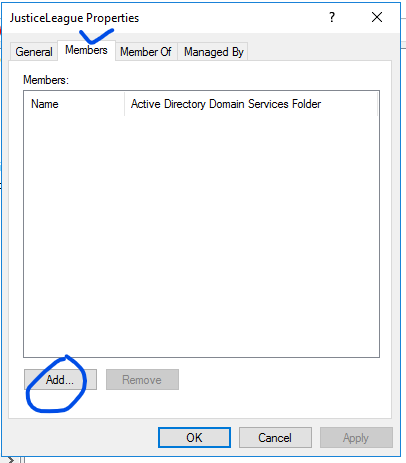 JusticeLeague Properties
General Members Member Of Managed By
Members:
Name Active Directory Domain Services Folder
Add... Remove
OK Cancel Apply